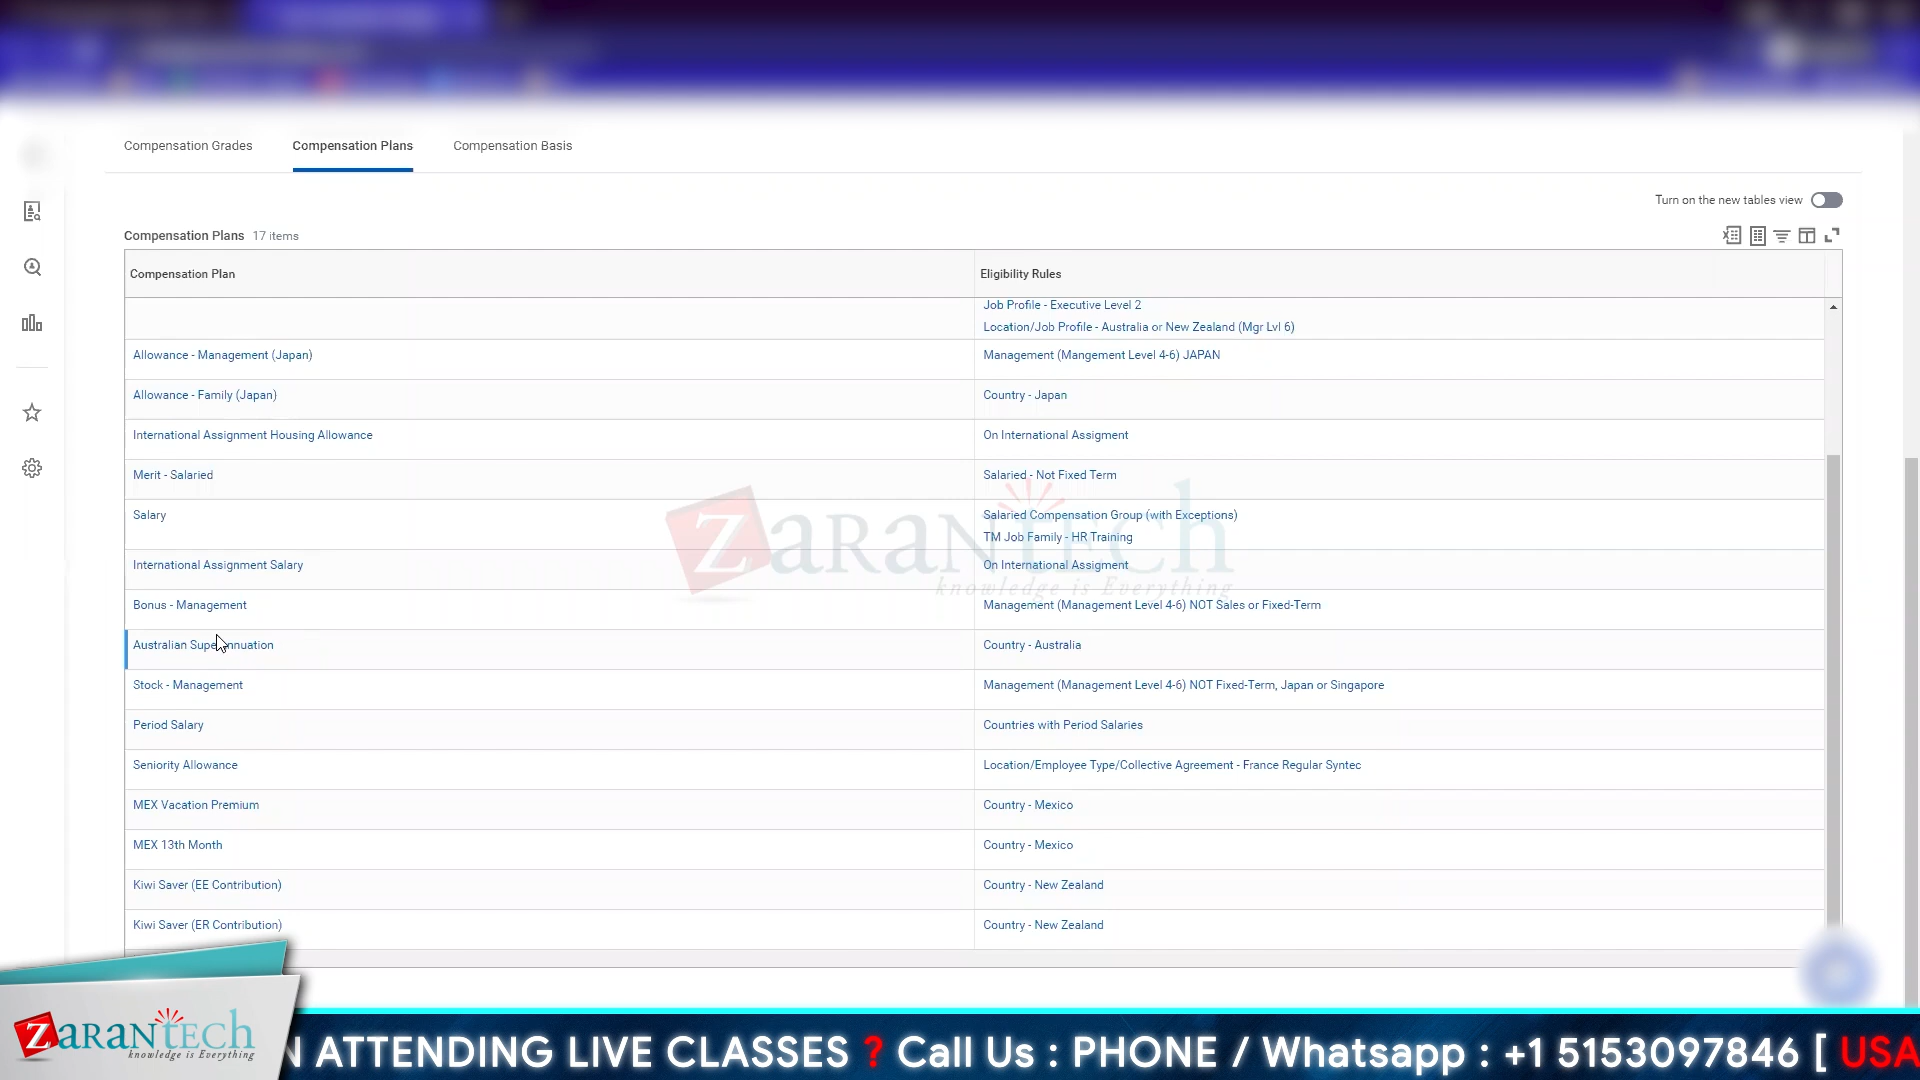 Compensation Grades Compensation Plans Compensation Basis
Turn on the new tables view
Compensation Plans 17 items
Compensation Plan Eligibility Rules
Job Profile - Executive Level 2
Location/Job Profile - Australia or New Zealand (Mgr Lvl 6)
Allowance - Management (Japan) Management (Mangement Level 4-6) JAPAN
Allowance - Family (Japan) Country - Japan
International Assignment Housing Allowance On International Assigment
Merit - Salaried Salaried - Not Fixed Term
Salary Salaried Compensation Group (with Exceptions)
TM Job Family - HR Training
International Assignment Salary On International Assigment
Bonus - Management Management (Management Level 4-6) NOT Sales or Fixed-Term
Australian Superannuation Country - Australia
Stock - Management Management (Management Level 4-6) NOT Fixed-Term, Japan or Singapore
Period Salary Countries with Period Salaries
Seniority Allowance Location/Employee Type/Collective Agreement - France Regular Syntec
MEX Vacation Premium Country - Mexico
MEX 13th Month Country - Mexico
Kiwi Saver (EE Contribution) Country - New Zealand
Kiwi Saver (ER Contribution) Country - New Zealand
ZaranTech
knowledge is Everything
ZaranTech
knowledge is Everything
N ATTENDING LIVE CLASSES ? Call Us : PHONE / Whatsapp : +1 5153097846 [ USA